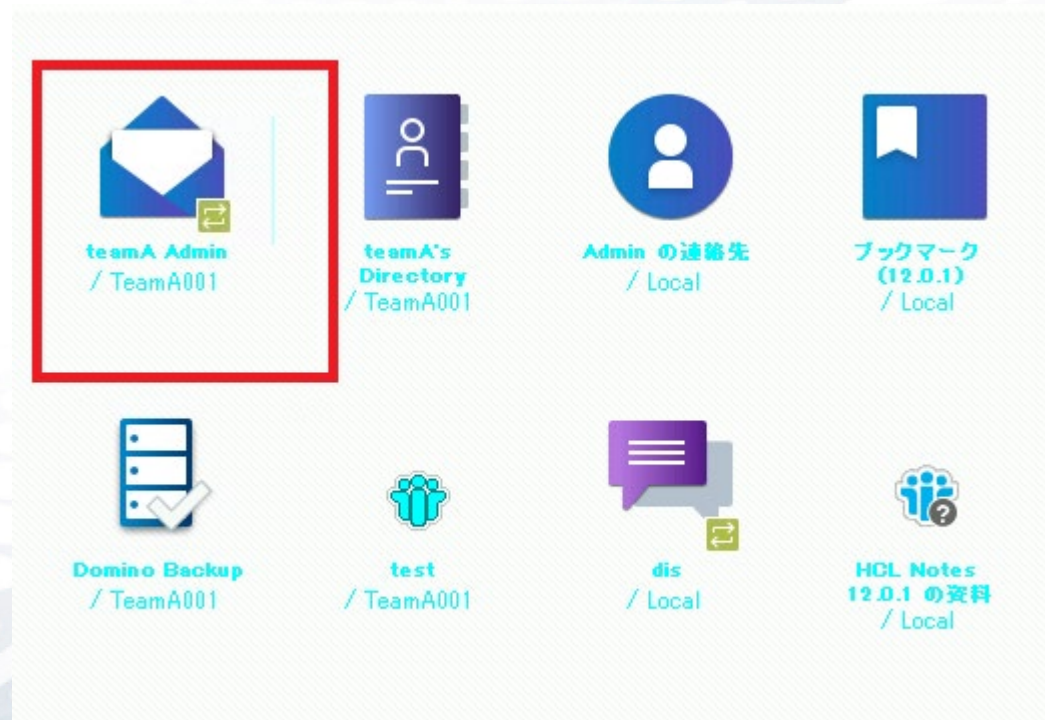 teamA Admin
/ TeamA001
teamA's
Directory
/ TeamA001
Admin の連絡先
/ Local
ブックマーク
(12.0.1)
/ Local
Domino Backup
/ TeamA001
test
/ TeamA001
dis
/ Local
HCL Notes
12.0.1 の資料
/ Local